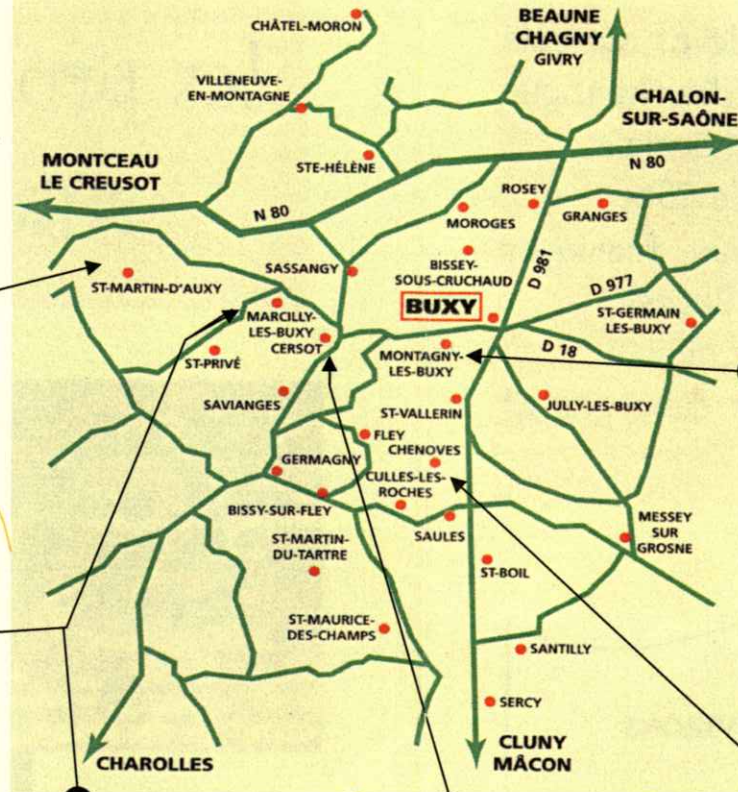 CHÂTEL-MORON
BEAUNE
CHAGNY
GIVRY
VILLENEUVE-
EN-MONTAGNE
CHALON-
SUR-SAÔNE
MONTCEAU
LE CREUSOT
STE-HÉLÈNE
N 80
N 80
ROSEY
MOROGES
GRANGES
SASSANGY
BISSEY-
SOUS-CRUCHAUD
D 981
ST-MARTIN-D'AUXY
D 977
BUXY
MARCILLY-
LES-BUXY
CERSOT
ST-GERMAIN
LES-BUXY
D 18
ST-PRIVÉ
MONTAGNY-
LES-BUXY
SAVIANGES
ST-VALLERIN
JULLY-LES-BUXY
FLEY
CHENOVES
GERMAGNY
CULLES-LES-
ROCHES
BISSY-SUR-FLEY
SAULES
MESSEY
SUR
GROSNE
ST-MARTIN-
DU-TARTRE
ST-BOIL
ST-MAURICE-
DES-CHAMPS
SANTILLY
SERCY
CHAROLLES
CLUNY
MÂCON